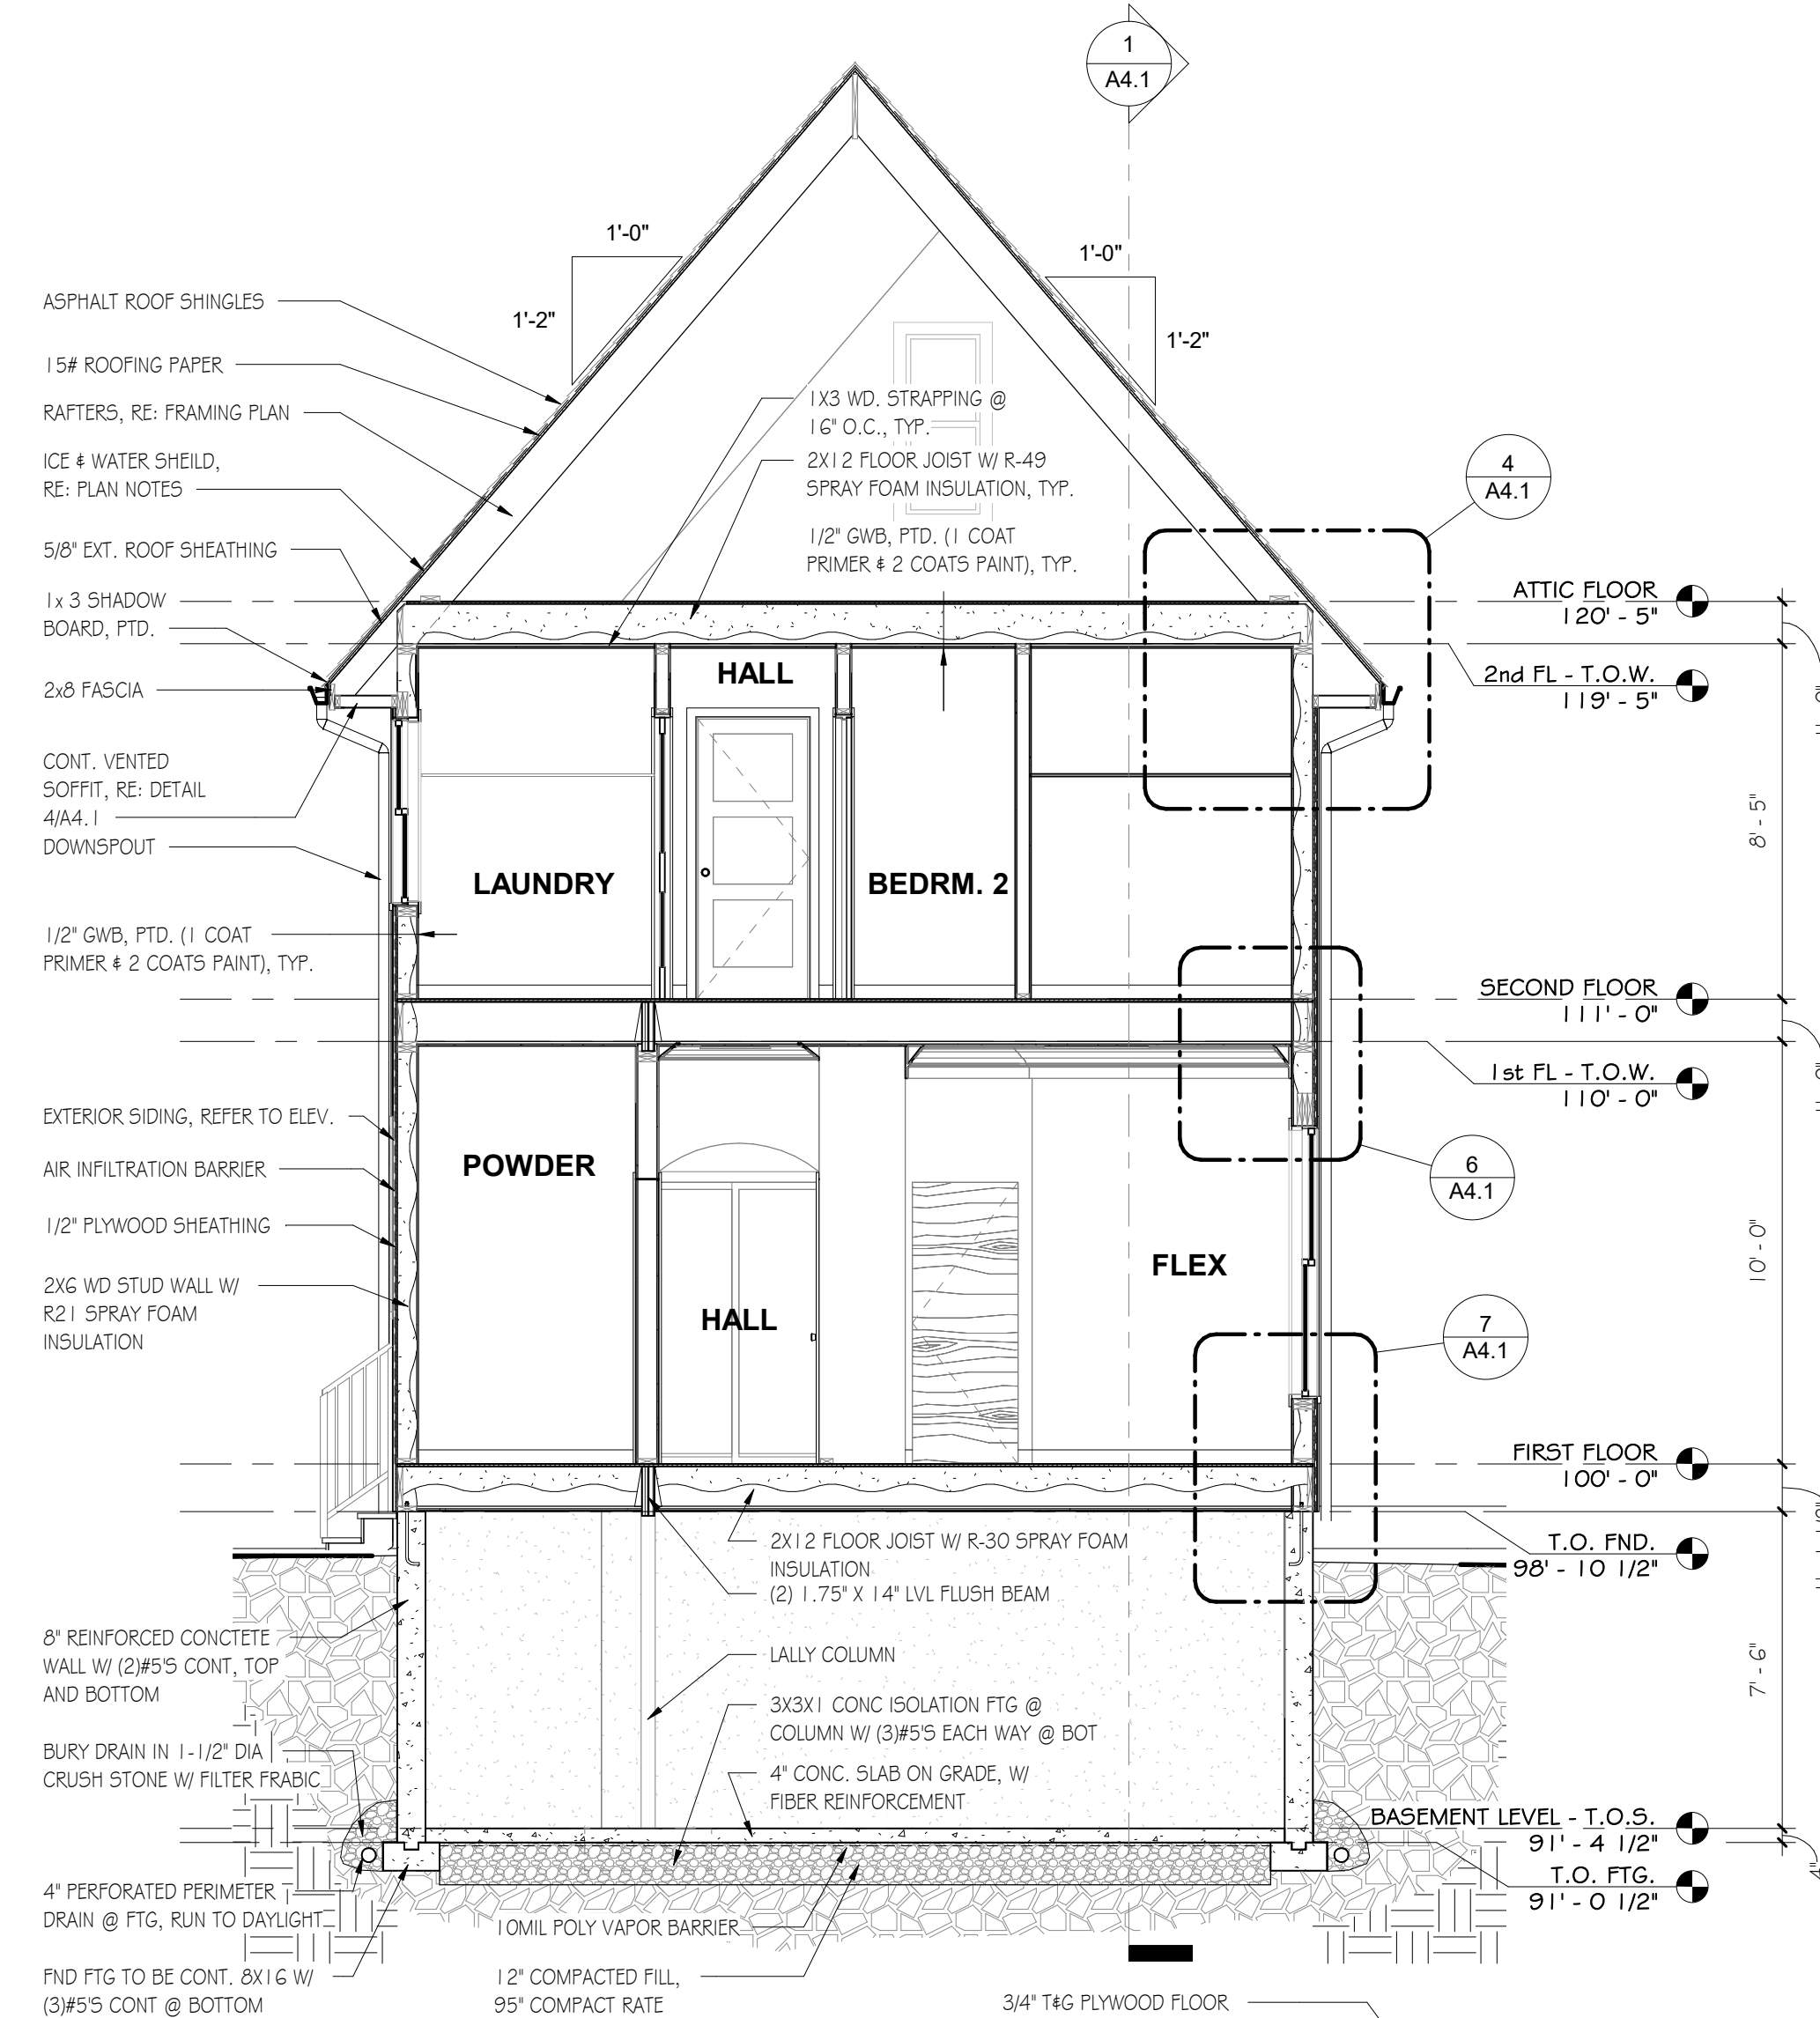 1
A4.1
1'-0"
1'-0"
1'-2"
1'-2"
ASPHALT ROOF SHINGLES
15# ROOFING PAPER
RAFTERS, RE: FRAMING PLAN
ICE & WATER SHEILD,
RE: PLAN NOTES
5/8" EXT. ROOF SHEATHING
1x 3 SHADOW
BOARD, PTD.
2x8 FASCIA
CONT. VENTED
SOFFIT, RE: DETAIL
4/A4.1
DOWNSPOUT
1/2" GWB, PTD. (1 COAT
PRIMER & 2 COATS PAINT), TYP.
EXTERIOR SIDING, REFER TO ELEV.
AIR INFILTRATION BARRIER
1/2" PLYWOOD SHEATHING
2X6 WD STUD WALL W/
R21 SPRAY FOAM
INSULATION
8" REINFORCED CONCTETE
WALL W/ (2)#5'S CONT, TOP
AND BOTTOM
BURY DRAIN IN 1-1/2" DIA
CRUSH STONE W/ FILTER FRABIC
4" PERFORATED PERIMETER
DRAIN @ FTG, RUN TO DAYLIGHT
FND FTG TO BE CONT. 8X16 W/
(3)#5'S CONT @ BOTTOM
1X3 WD. STRAPPING @
16" O.C., TYP.
2X12 FLOOR JOIST W/ R-49
SPRAY FOAM INSULATION, TYP.
1/2" GWB, PTD. (1 COAT
PRIMER & 2 COATS PAINT), TYP.
HALL
LAUNDRY
BEDRM. 2
POWDER
HALL
FLEX
2X12 FLOOR JOIST W/ R-30 SPRAY FOAM
INSULATION
(2) 1.75" X 14" LVL FLUSH BEAM
LALLY COLUMN
3X3X1 CONC ISOLATION FTG @
COLUMN W/ (3)#5'S EACH WAY @ BOT
4" CONC. SLAB ON GRADE, W/
FIBER REINFORCEMENT
10MIL POLY VAPOR BARRIER
12" COMPACTED FILL,
95" COMPACT RATE
3/4" T&G PLYWOOD FLOOR
4
A4.1
6
A4.1
7
A4.1
ATTIC FLOOR
120' - 5"
2nd FL - T.O.W.
119' - 5"
8' - 5"
SECOND FLOOR
111' - 0"
1st FL - T.O.W.
110' - 0"
10' - 0"
FIRST FLOOR
100' - 0"
T.O. FND.
98' - 10 1/2"
7' - 6"
BASEMENT LEVEL - T.O.S.
91' - 4 1/2"
T.O. FTG.
91' - 0 1/2"
4"